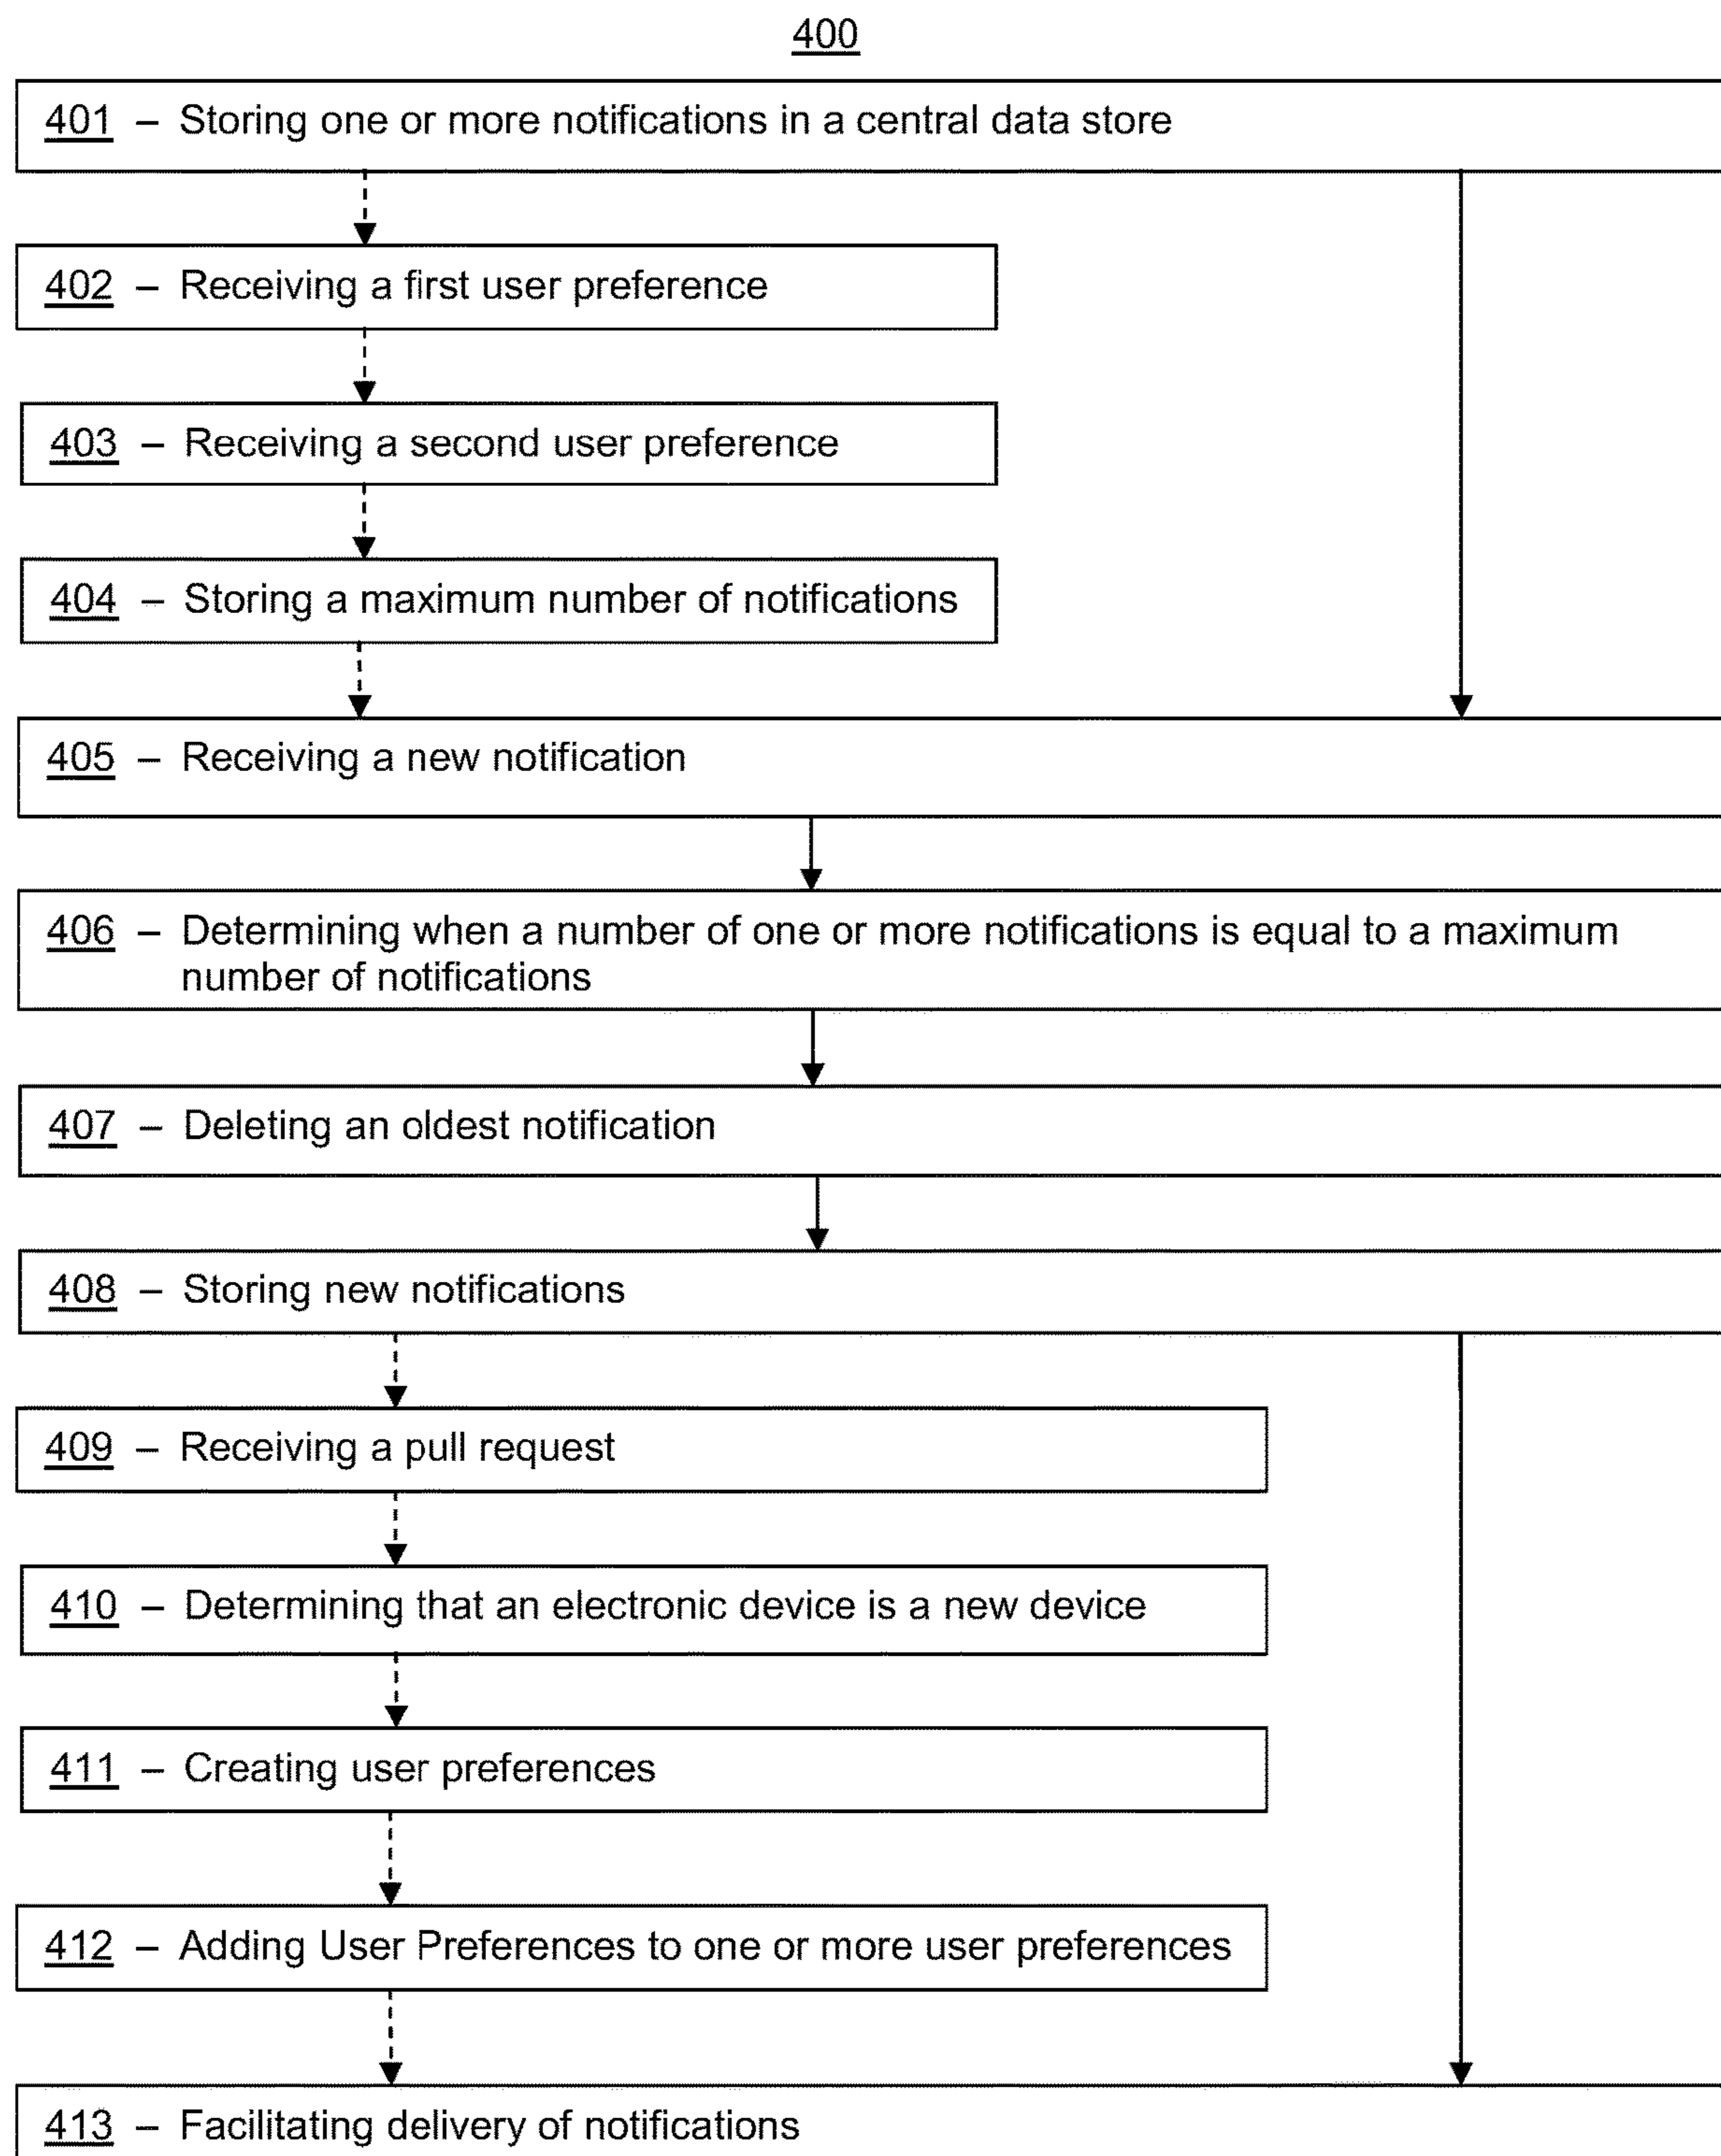 400
401 – Storing one or more notifications in a central data store
402 – Receiving a first user preference
403 – Receiving a second user preference
404 – Storing a maximum number of notifications
405 – Receiving a new notification
406 – Determining when a number of one or more notifications is equal to a maximum
number of notifications
407 – Deleting an oldest notification
408 – Storing new notifications
409 – Receiving a pull request
410 – Determining that an electronic device is a new device
411 – Creating user preferences
412 – Adding User Preferences to one or more user preferences
413 – Facilitating delivery of notifications